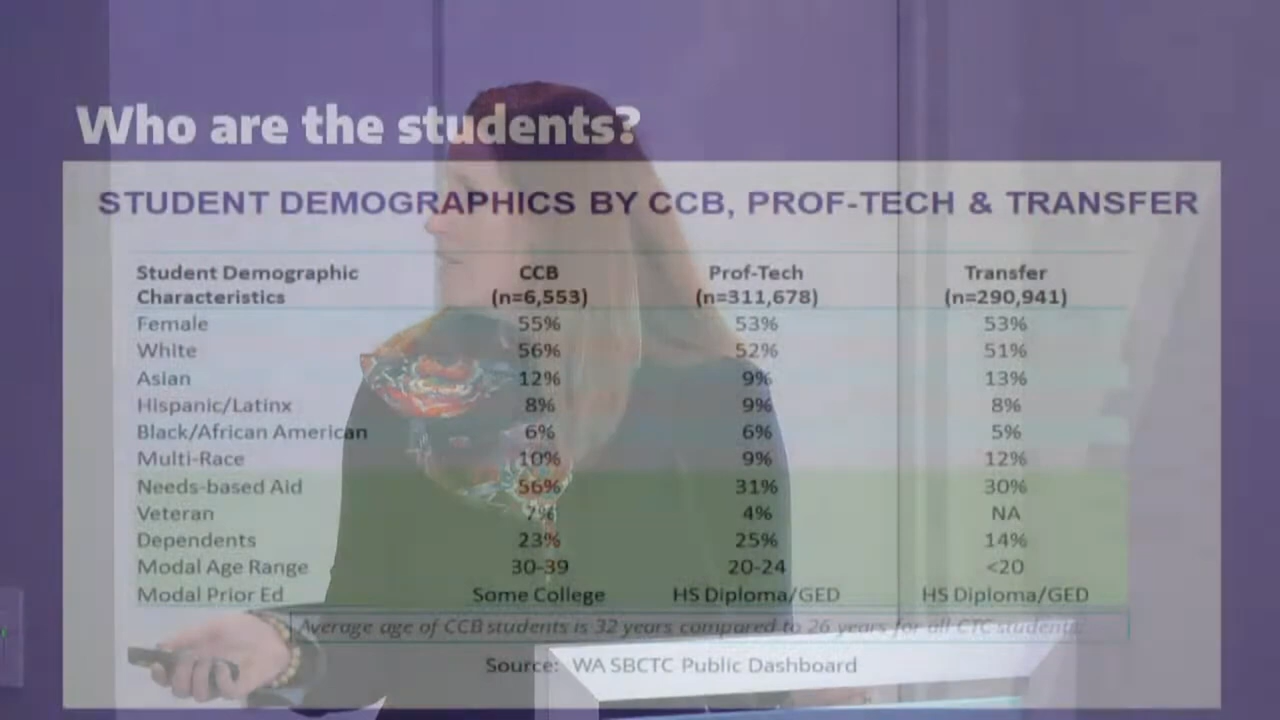 Who are the students?
STUDENT DEMOGRAPHICS BY CCB, PROF-TECH & TRANSFER
Student Demographic Characteristics CCB (n=6,553) Prof-Tech (n=311,678) Transfer (n=290,941)
Female 55% 53% 53%
White 56% 52% 51%
Asian 12% 9% 13%
Hispanic/Latinx 8% 9% 8%
Black/African American 6% 6% 5%
Multi-Race 10% 9% 12%
Needs-based Aid 56% 31% 30%
Veteran 7% 4% NA
Dependents 23% 25% 14%
Modal Age Range 30-39 20-24 <20
Modal Prior Ed Some College HS Diploma/GED HS Diploma/GED
Average age of CCB students is 32 years compared to 26 years for all CTC students
Source: WA SBCTC Public Dashboard